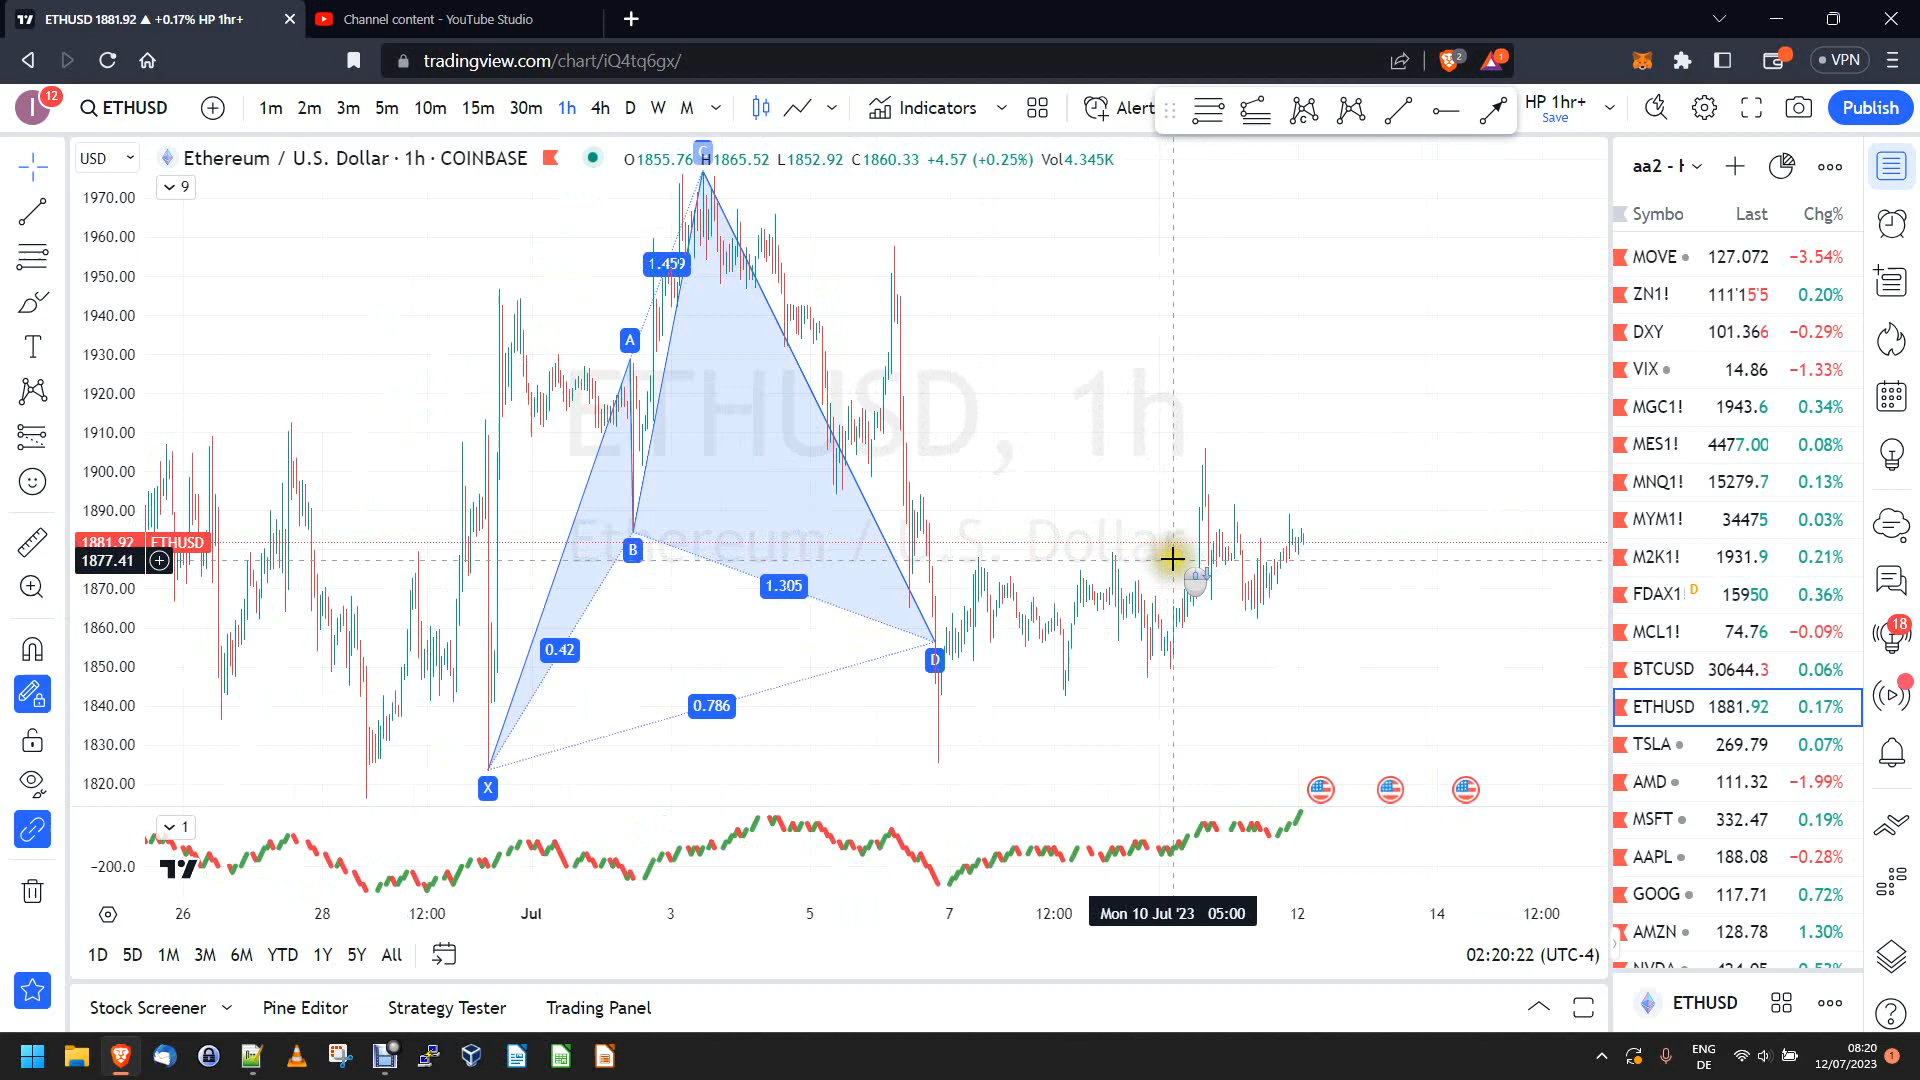 ETHUSD 1881.92 ▲ +0.17% HP 1hr+
Channel content - YouTube Studio
tradingview.com/chart/iQ4tq6gx/
2
1
VPN
I
12
ETHUSD
1m 2m 3m 5m 10m 15m 30m 1h 4h D W M
Indicators
Alert
HP 1hr+
Save
Publish
USD
Ethereum / U.S. Dollar · 1h · COINBASE
O1855.76 H1865.52 L1852.92 C1860.33 +4.57 (+0.25%) Vol4.345K
9
1970.00
1960.00
1950.00
1940.00
1930.00
1920.00
1910.00
1900.00
1890.00
1881.92 ETHUSD
1877.41
1870.00
1860.00
1850.00
1840.00
1830.00
1820.00
ETHUSD, 1h
Ethereum / U.S. Dollar
C
1.459
A
B
1.305
0.42
D
0.786
X
1
−200.0
26 28 12:00 Jul 3 5 7 12:00 Mon 10 Jul '23 05:00 12 14 12:00
1D 5D 1M 3M 6M YTD 1Y 5Y All
02:20:22 (UTC-4)
Stock Screener Pine Editor Strategy Tester Trading Panel
aa2 -
Symbo Last Chg%
MOVE 127.072 −3.54%
ZN1! 111'15'5 0.20%
DXY 101.366 −0.29%
VIX 14.86 −1.33%
MGC1! 1943.6 0.34%
MES1! 4477.00 0.08%
MNQ1! 15279.7 0.13%
MYM1! 34475 0.03%
M2K1! 1931.9 0.21%
FDAX1! D 15950 0.36%
MCL1! 74.76 −0.09%
BTCUSD 30644.3 0.06%
ETHUSD 1881.92 0.17%
TSLA 269.79 0.07%
AMD 111.32 −1.99%
MSFT 332.47 0.19%
AAPL 188.08 −0.28%
GOOG 117.71 0.72%
AMZN 128.78 1.30%
ETHUSD
18
ENG
DE
08:20
12/07/2023
1